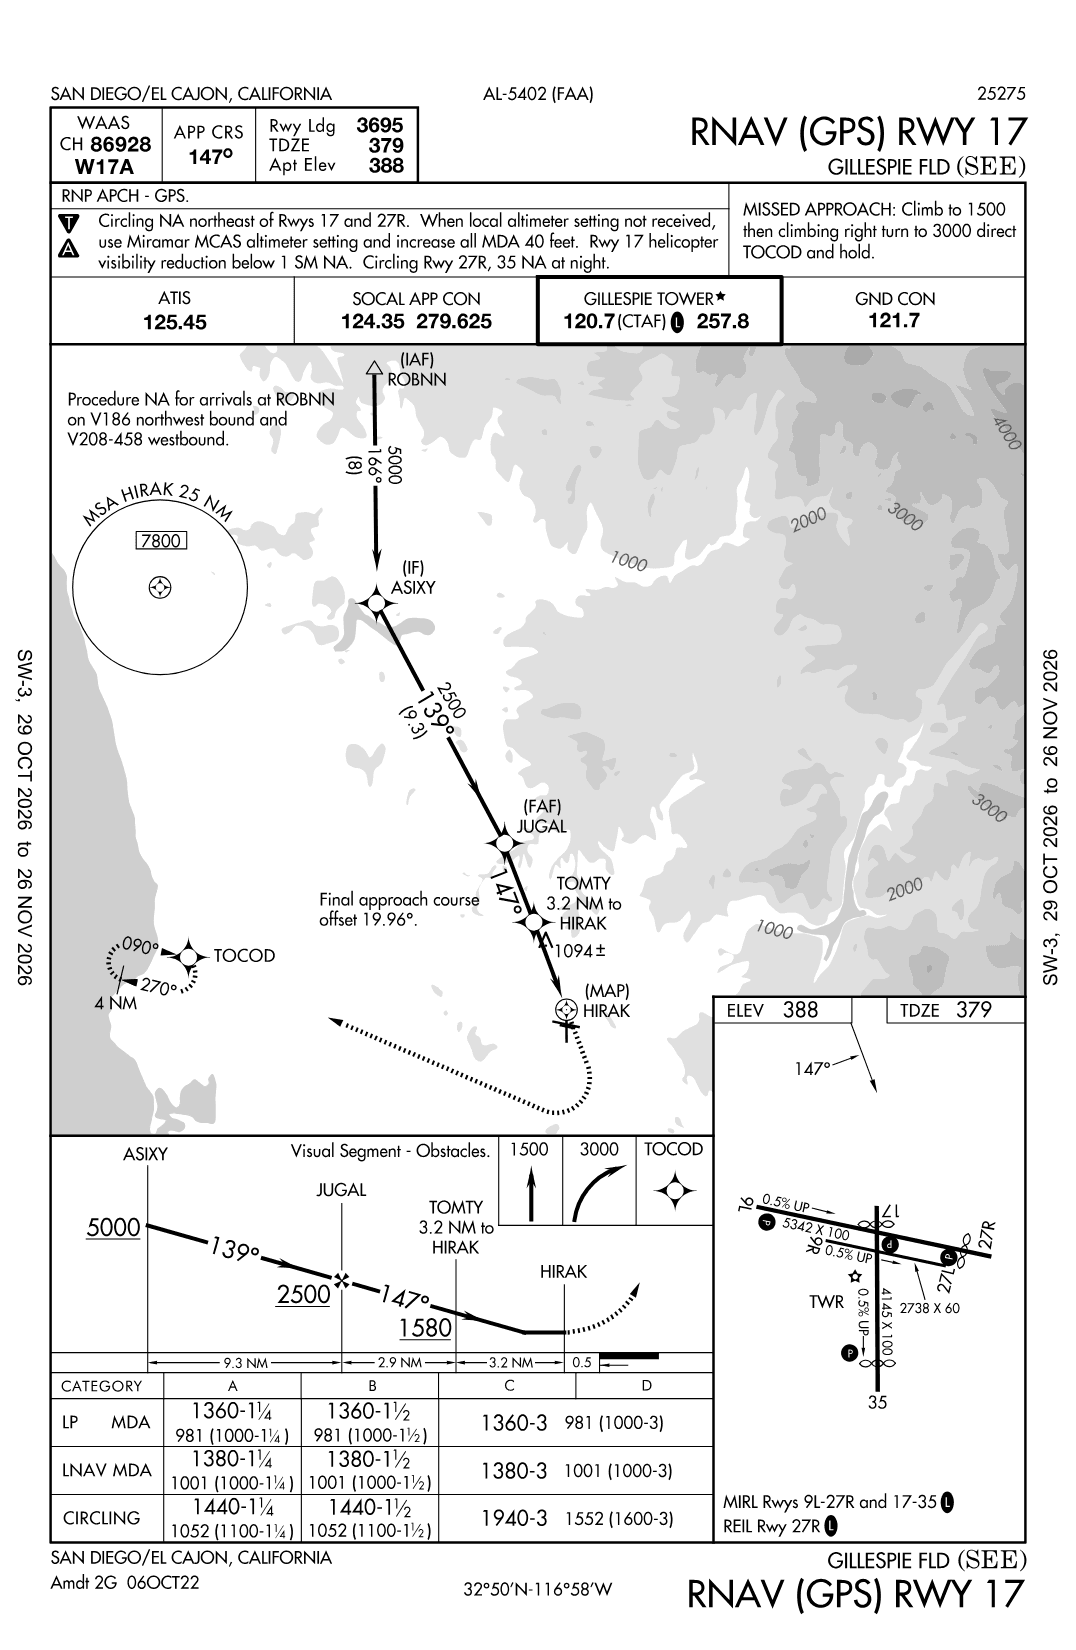 SAN DIEGO/EL CAJON, CALIFORNIA
AL-5402 (FAA)
25275
WAAS
CH 86928
W17A
APP CRS
147°
Rwy Ldg 3695
TDZE 379
Apt Elev 388
RNAV (GPS) RWY 17
GILLESPIE FLD (SEE)
RNP APCH - GPS.
T
A
Circling NA northeast of Rwys 17 and 27R. When local altimeter setting not received,
use Miramar MCAS altimeter setting and increase all MDA 40 feet. Rwy 17 helicopter
visibility reduction below 1 SM NA. Circling Rwy 27R, 35 NA at night.
MISSED APPROACH: Climb to 1500
then climbing right turn to 3000 direct
TOCOD and hold.
ATIS
125.45
SOCAL APP CON
124.35 279.625
GILLESPIE TOWER★
120.7 (CTAF) L 257.8
GND CON
121.7
(IAF)
ROBNN
Procedure NA for arrivals at ROBNN
on V186 northwest bound and
V208-458 westbound.
5000
166°
(8)
4000
MSA HIRAK 25 NM
7800
2000
3000
1000
(IF)
ASIXY
2500
139°
(9.3)
3000
(FAF)
JUGAL
147°
Final approach course
offset 19.96°.
TOMTY
3.2 NM to
HIRAK
2000
1000
1094±
090°
TOCOD
270°
4 NM
(MAP)
HIRAK
ELEV 388
TDZE 379
147°
9L
0.5% UP
5342 X 100
9R
0.5% UP
17
27R
27L
P
P
P
P
TWR
0.5% UP
4145 X 100
2738 X 60
35
MIRL Rwys 9L-27R and 17-35 L
REIL Rwy 27R L
ASIXY
Visual Segment - Obstacles.
1500
3000
TOCOD
JUGAL
TOMTY
3.2 NM to
HIRAK
HIRAK
5000
139°
2500
147°
1580
9.3 NM
2.9 NM
3.2 NM
0.5
CATEGORY A B C D
LP MDA 1360-1¼ 1360-1½ 1360-3 981 (1000-3)
981 (1000-1¼) 981 (1000-1½)
LNAV MDA 1380-1¼ 1380-1½ 1380-3 1001 (1000-3)
1001 (1000-1¼) 1001 (1000-1½)
CIRCLING 1440-1¼ 1440-1½ 1940-3 1552 (1600-3)
1052 (1100-1¼) 1052 (1100-1½)
SAN DIEGO/EL CAJON, CALIFORNIA
Amdt 2G 06OCT22
32°50'N-116°58'W
GILLESPIE FLD (SEE)
RNAV (GPS) RWY 17
SW-3, 29 OCT 2026 to 26 NOV 2026
SW-3, 29 OCT 2026 to 26 NOV 2026